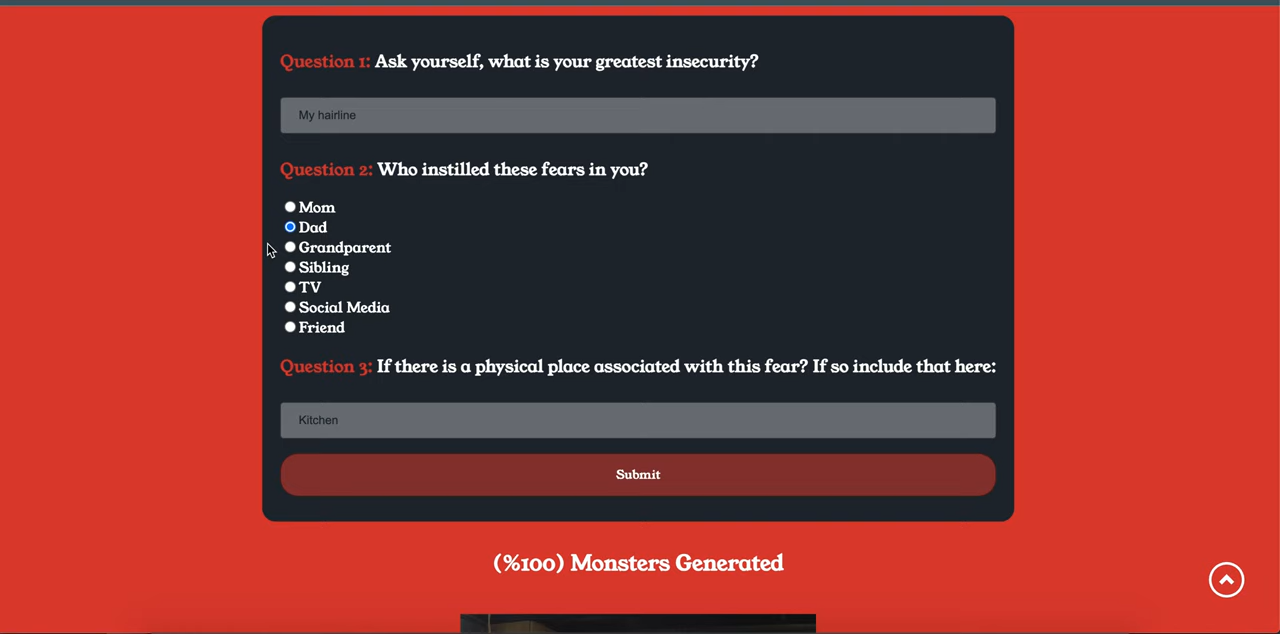 Question 1: Ask yourself, what is your greatest insecurity?
My hairline
Question 2: Who instilled these fears in you?
Mom
Dad
Grandparent
Sibling
TV
Social Media
Friend
Question 3: If there is a physical place associated with this fear? If so include that here:
Kitchen
Submit
(%100) Monsters Generated